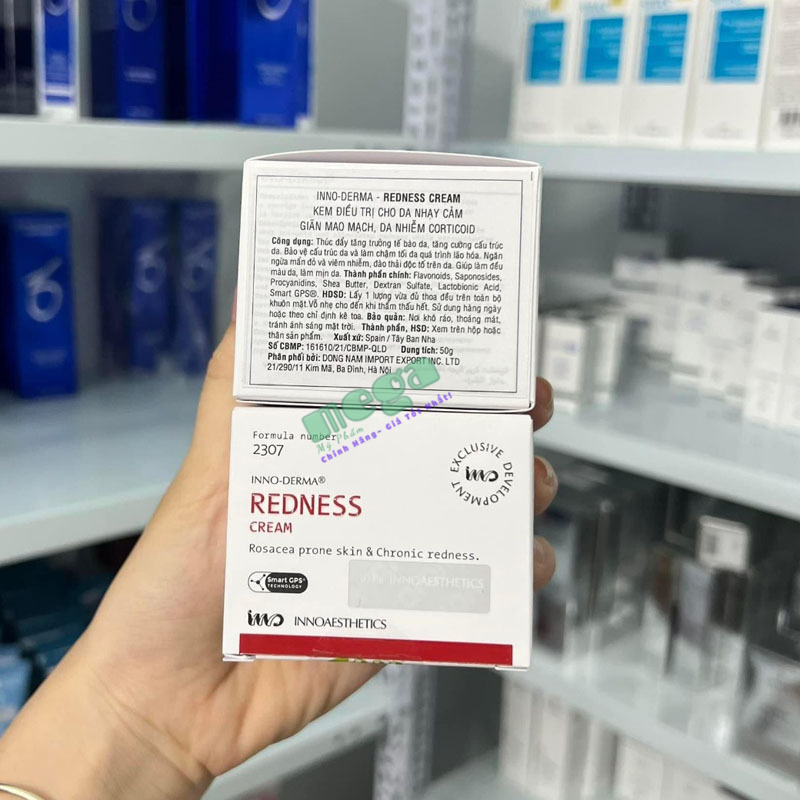 INNO-DERMA - REDNESS CREAM
KEM ĐIỀU TRỊ CHO DA NHẠY CẢM
GIÃN MAO MẠCH, DA NHIỄM CORTICOID
Công dụng: Thúc đẩy tăng trưởng tế bào da, tăng cường cấu trúc
da. Bảo vệ cấu trúc da và làm chậm tối đa quá trình lão hóa. Ngăn
ngừa mẩn đỏ và viêm nhiễm, đào thải độc tố trên da. Giúp làm đều
màu da, làm mịn da. Thành phần chính: Flavonoids, Saponosides,
Procyanidins, Shea Butter, Dextran Sulfate, Lactobionic Acid,
Smart GPS®. HDSD: Lấy 1 lượng vừa đủ thoa đều trên toàn bộ
khuôn mặt. Vỗ nhẹ cho đến khi thẩm thấu hết. Sử dụng hàng ngày
hoặc theo chỉ định kê toa. Bảo quản: Nơi khô ráo, thoáng mát,
tránh ánh sáng mặt trời. Thành phần, HSD: Xem trên hộp hoặc
thân sản phẩm. Xuất xứ: Spain / Tây Ban Nha
Số CBMP: 161610/21/CBMP-QLD Dung tích: 50g
Phân phối bởi: DONG NAM IMPORT EXPORT INC. LTD
21/290/11 Kim Mã, Ba Đình, Hà Nội
mega
Mỹ Phẩm
Chính Hãng- Giá Tốt Nhất!
Formula number
2307
EXCLUSIVE DEVELOPMENT
inno
INNO-DERMA®
REDNESS
CREAM
Rosacea prone skin & Chronic redness.
Smart GPS®
TECHNOLOGY
INNOAESTHETICS
inno INNOAESTHETICS